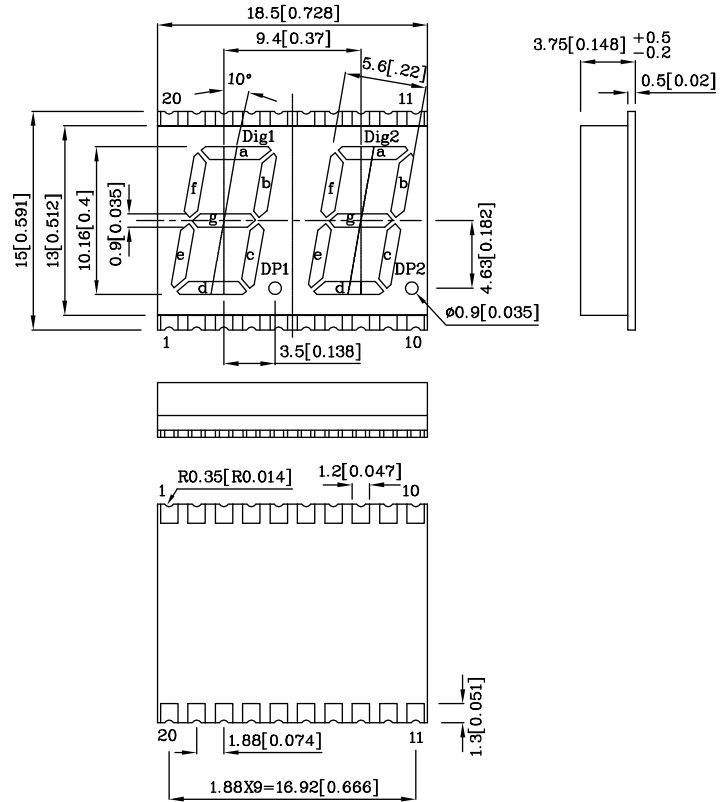 18.5[0.728]
9.4[0.37]
3.75[0.148] +0.5
-0.2
5.6[.22]
10°
0.5[0.02]
20
11
Dig1
Dig2
a
a
f
b
f
b
15[0.591]
13[0.512]
10.16[0.4]
0.9[0.035]
g
g
4.63[0.182]
e
c
e
c
DP1
DP2
d
d
ø0.9[0.035]
1
10
3.5[0.138]
R0.35[R0.014]
1.2[0.047]
1
10
1.3[0.051]
20
1.88[0.074]
11
1.88X9=16.92[0.666]